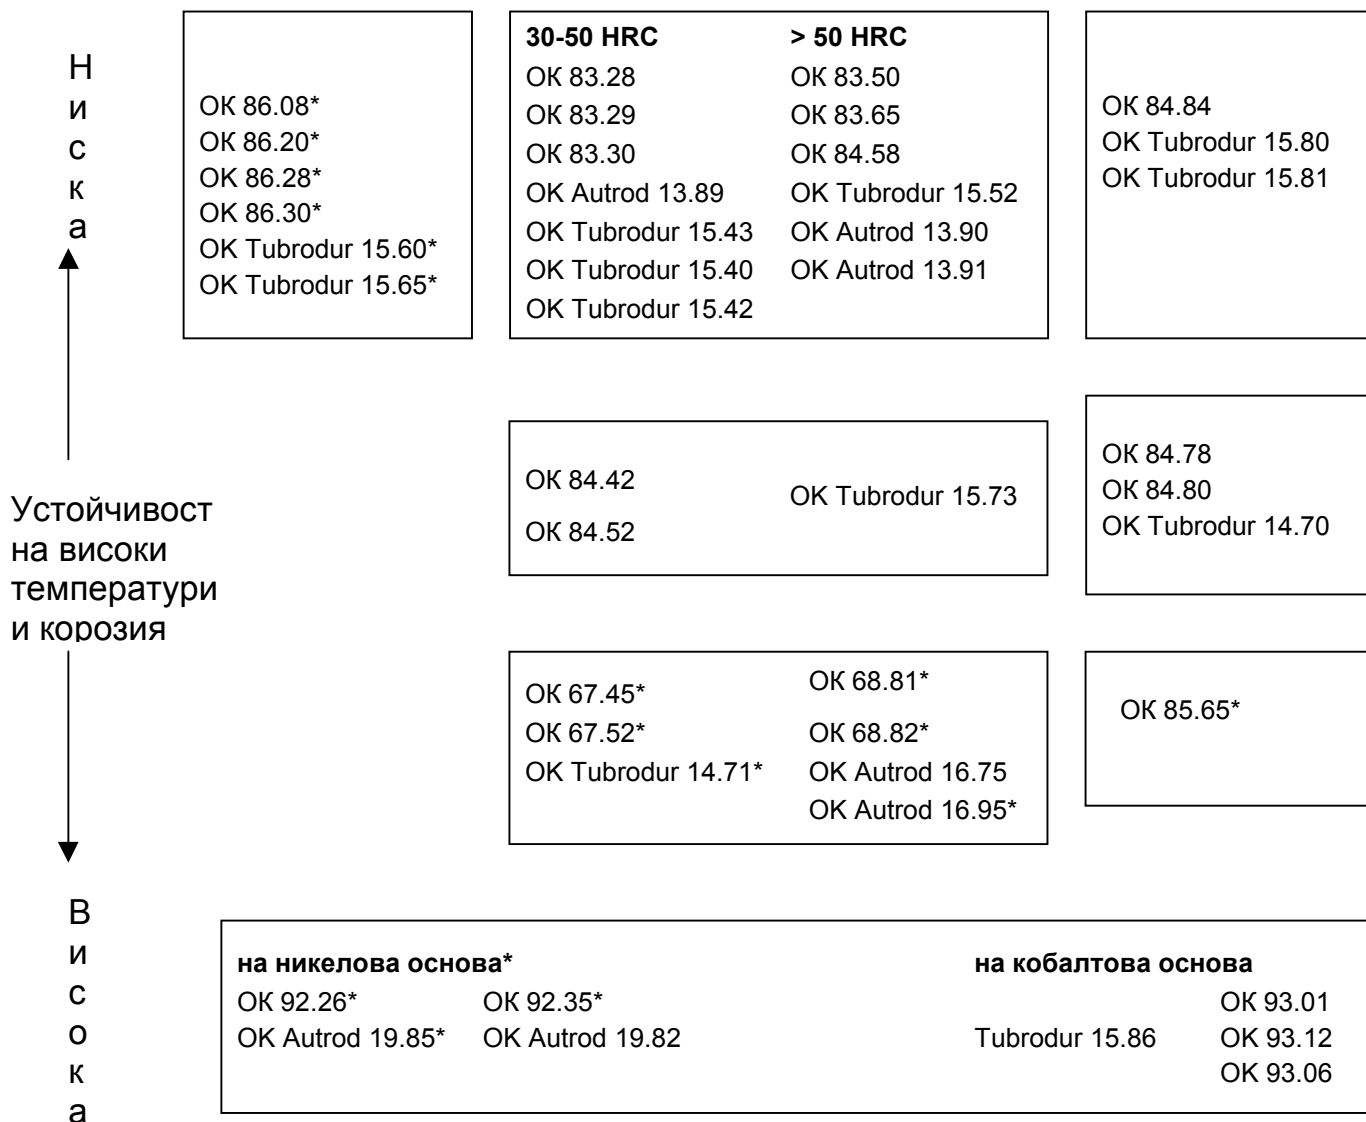 Ниска
ОК 86.08*
ОК 86.20*
OK 86.28*
OK 86.30*
OK Tubrodur 15.60*
OK Tubrodur 15.65*
30-50 HRC > 50 HRC
ОК 83.28 ОК 83.50
ОК 83.29 ОК 83.65
ОК 83.30 ОК 84.58
OK Autrod 13.89 OK Tubrodur 15.52
OK Tubrodur 15.43 OK Autrod 13.90
OK Tubrodur 15.40 OK Autrod 13.91
OK Tubrodur 15.42
ОК 84.84
OK Tubrodur 15.80
OK Tubrodur 15.81
Устойчивост
на високи
температури
и корозия
ОК 84.42
OK Tubrodur 15.73
ОК 84.52
ОК 84.78
ОК 84.80
OK Tubrodur 14.70
ОК 67.45* ОК 68.81*
ОК 67.52* ОК 68.82*
OK Tubrodur 14.71* OK Autrod 16.75
OK Autrod 16.95*
ОК 85.65*
Висока
на никелова основа* на кобалтова основа
ОК 92.26* ОК 92.35* ОК 93.01
OK Autrod 19.85* OK Autrod 19.82 Tubrodur 15.86 OK 93.12
OK 93.06